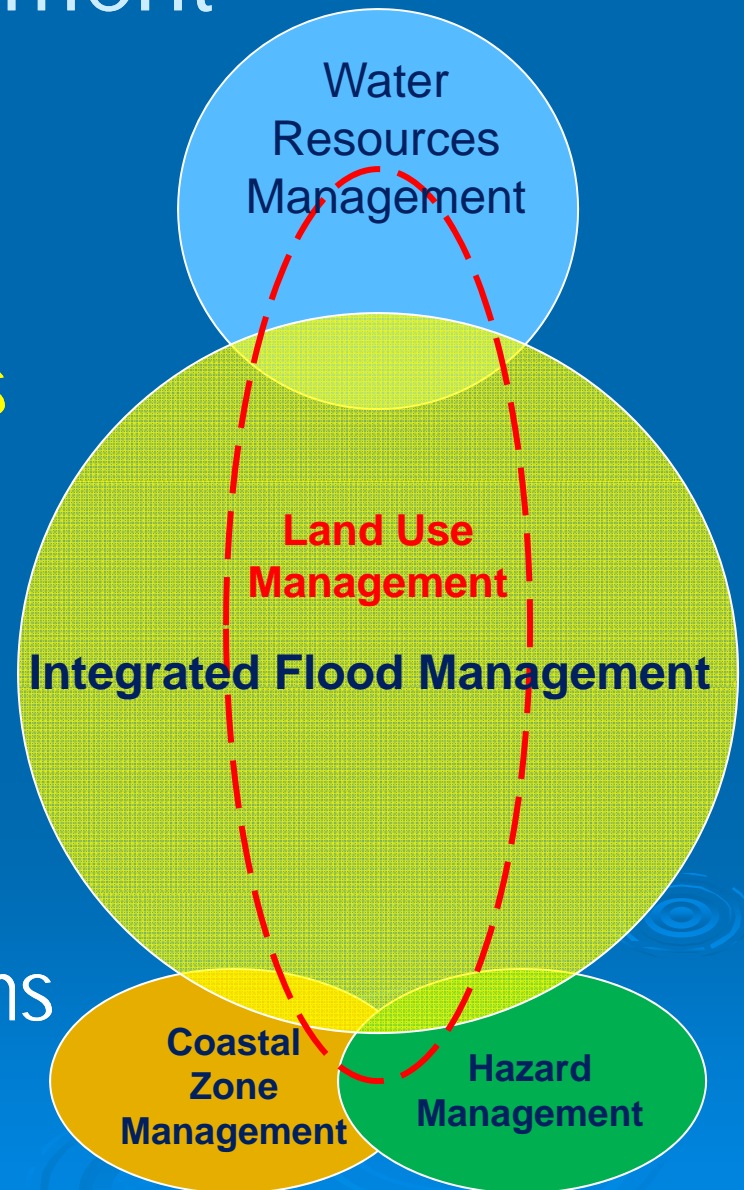 Water
Resources
Management
Land Use
Management
Integrated Flood Management
Coastal
Zone
Management
Hazard
Management